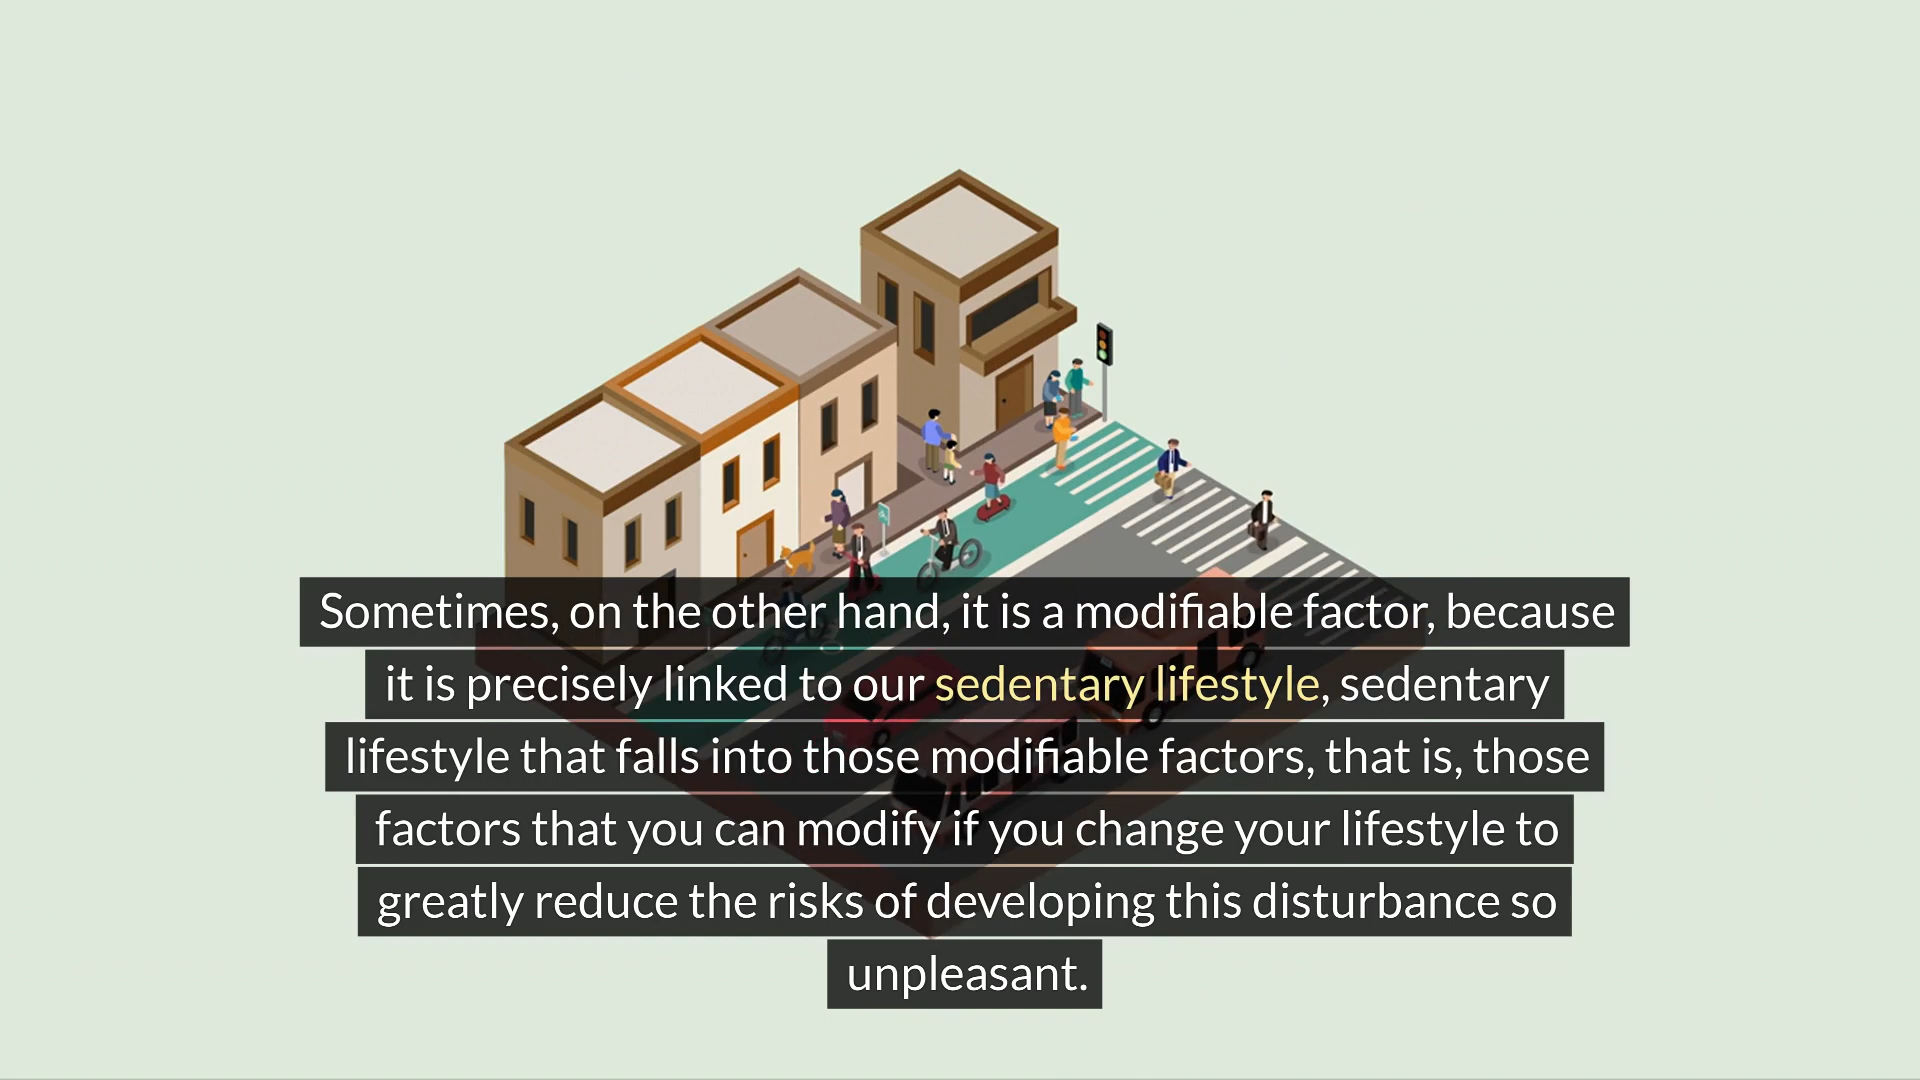 Sometimes, on the other hand, it is a modifiable factor, because
it is precisely linked to our sedentary lifestyle, sedentary
lifestyle that falls into those modifiable factors, that is, those
factors that you can modify if you change your lifestyle to
greatly reduce the risks of developing this disturbance so
unpleasant.